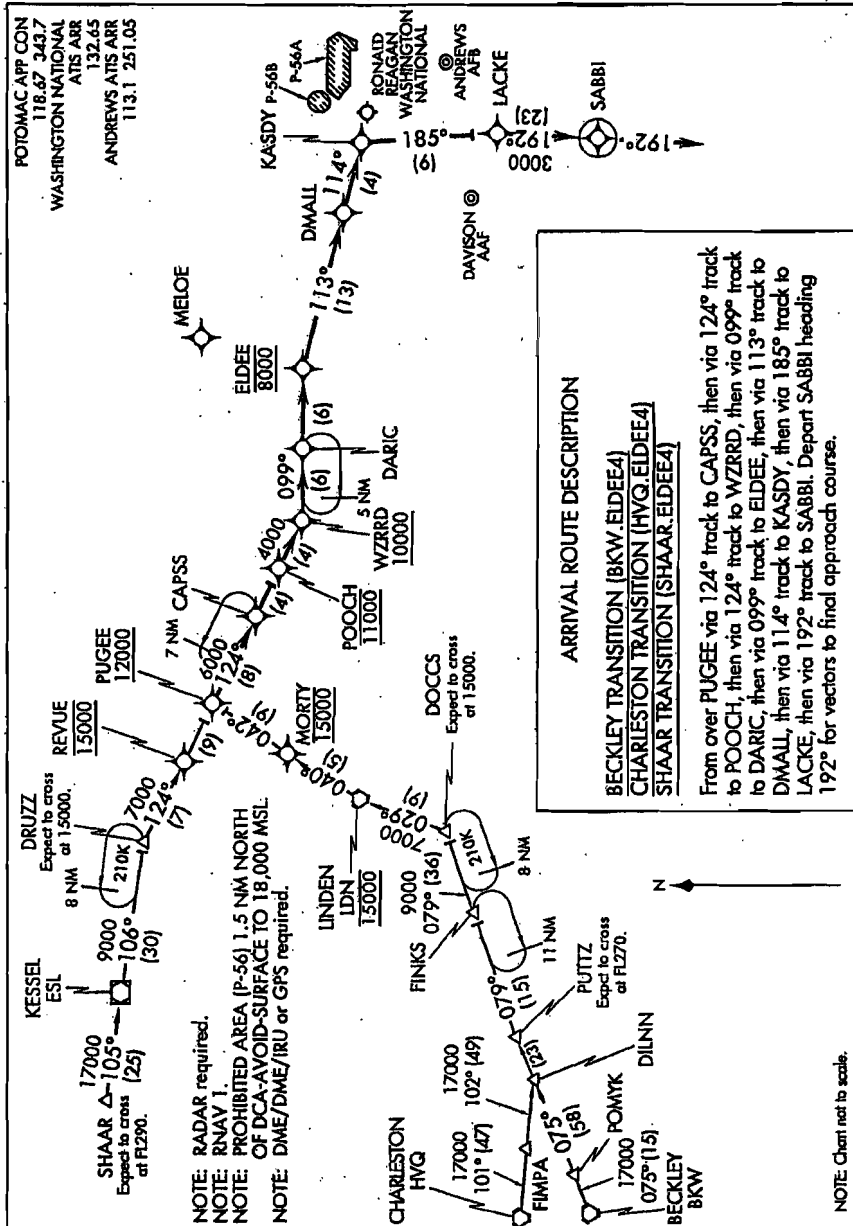 POTOMAC APP CON
118.67 343.7
WASHINGTON NATIONAL
ATIS ARR
132.65
ANDREWS ATIS ARR
113.1 251.05
P-56B
P-56A
KASDY
RONALD
REAGAN
WASHINGTON
NATIONAL
ANDREWS
AFB
LACKE
SABBI
185°
(9)
192°
(23)
3000
192°
DAVISON
AAF
DMALL
114°
(4)
113°
(13)
MELOE
ELDEE
8000
(6)
DARIC
099°
(6)
5 NM
WZRRD
10000
4000
(4)
POOCH
11000
(4)
CAPSS
7 NM
6000
124°
(8)
PUGEE
12000
REVUE
15000
(9)
DRUZZ
Expect to cross
at 15000.
7000
124°
(7)
8 NM
210K
9000
106°
(30)
KESSEL
ESL
17000
105°
(25)
SHAAR
Expect to cross
at FL290.
042°
(9)
MORTY
15000
040°
(5)
LINDEN
LDN
15000
029°
(9)
7000
DOCCS
Expect to cross
at 15000.
210K
8 NM
9000
079° (36)
FINKS
11 NM
079°
(15)
PUTTZ
Expct to cross
at FL270.
(23)
DILNN
17000
102° (49)
17000
101° (47)
FIMPA
CHARLESTON
HVQ
075°
(58)
POMYK
17000
075° (15)
BECKLEY
BKW
N
NOTE: RADAR required.
NOTE: RNAV 1.
NOTE: PROHIBITED AREA (P-56) 1.5 NM NORTH
OF DCA-AVOID-SURFACE TO 18,000 MSL.
NOTE: DME/DME/IRU or GPS required.
ARRIVAL ROUTE DESCRIPTION
BECKLEY TRANSITION (BKW.ELDEE4)
CHARLESTON TRANSITION (HVQ.ELDEE4)
SHAAR TRANSITION (SHAAR.ELDEE4)
From over PUGEE via 124° track to CAPSS, then via 124° track
to POOCH, then via 124° track to WZRRD, then via 099° track
to DARIC, then via 099° track to ELDEE, then via 113° track to
DMALL, then via 114° track to KASDY, then via 185° track to
LACKE, then via 192° track to SABBI. Depart SABBI heading
192° for vectors to final approach course.
NOTE: Chart not to scale.